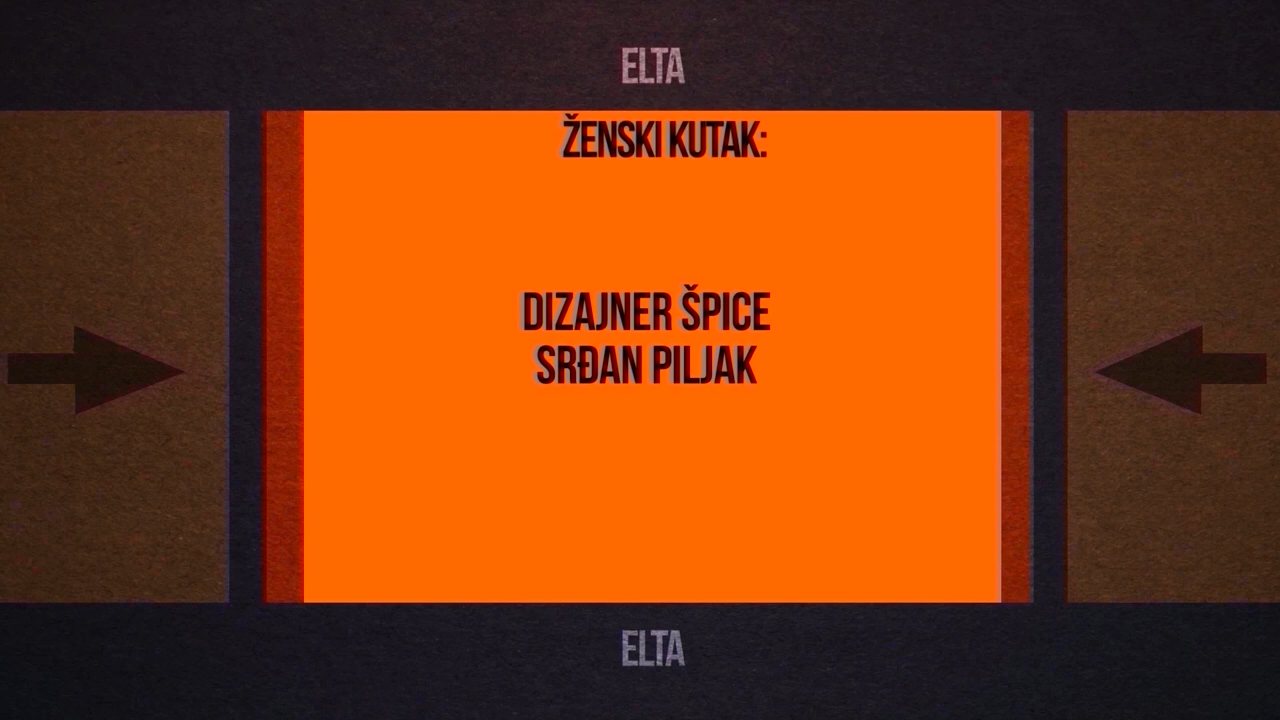 ELTA
ŽENSKI KUTAK:
DIZAJNER ŠPICE
SRĐAN PILJAK
ELTA